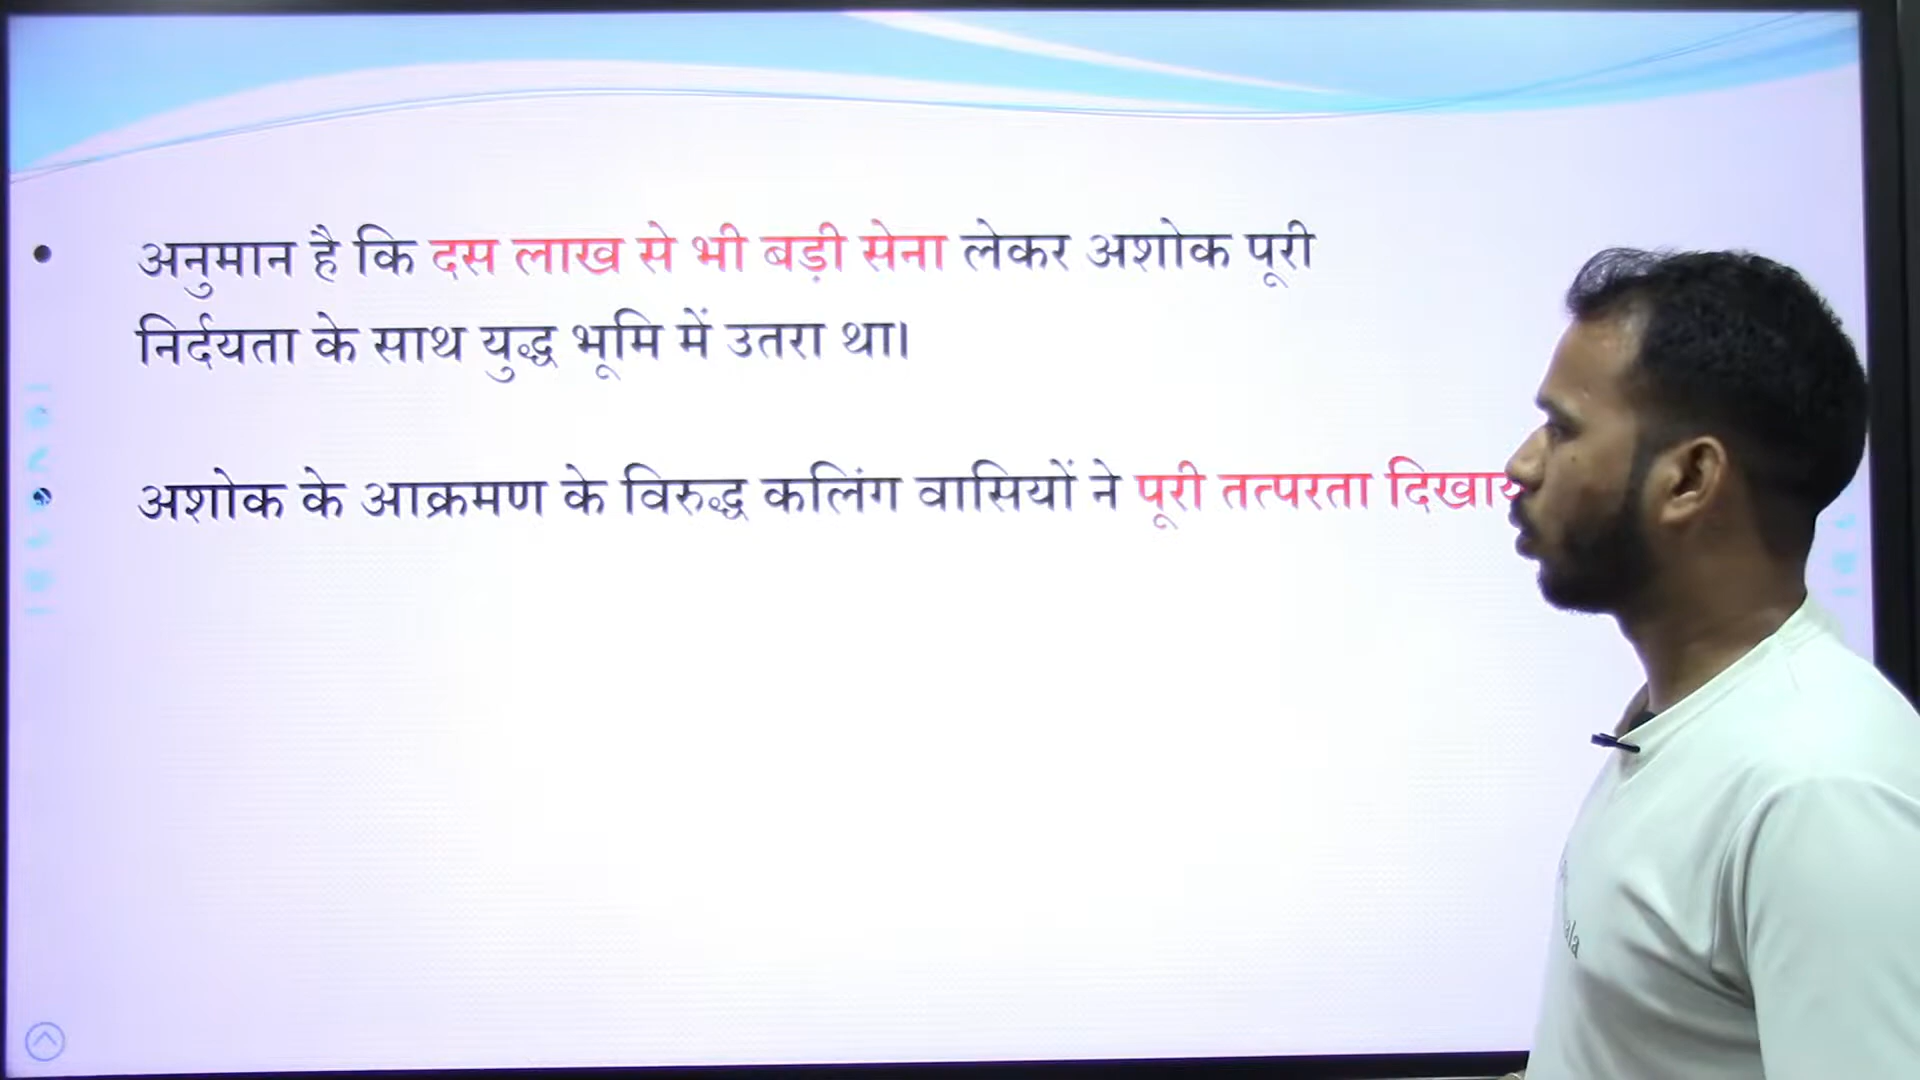 अनुमान है कि दस लाख से भी बड़ी सेना लेकर अशोक पूरी
निर्दयता के साथ युद्ध भूमि में उतरा था।
अशोक के आक्रमण के विरुद्ध कलिंग वासियों ने पूरी तत्परता